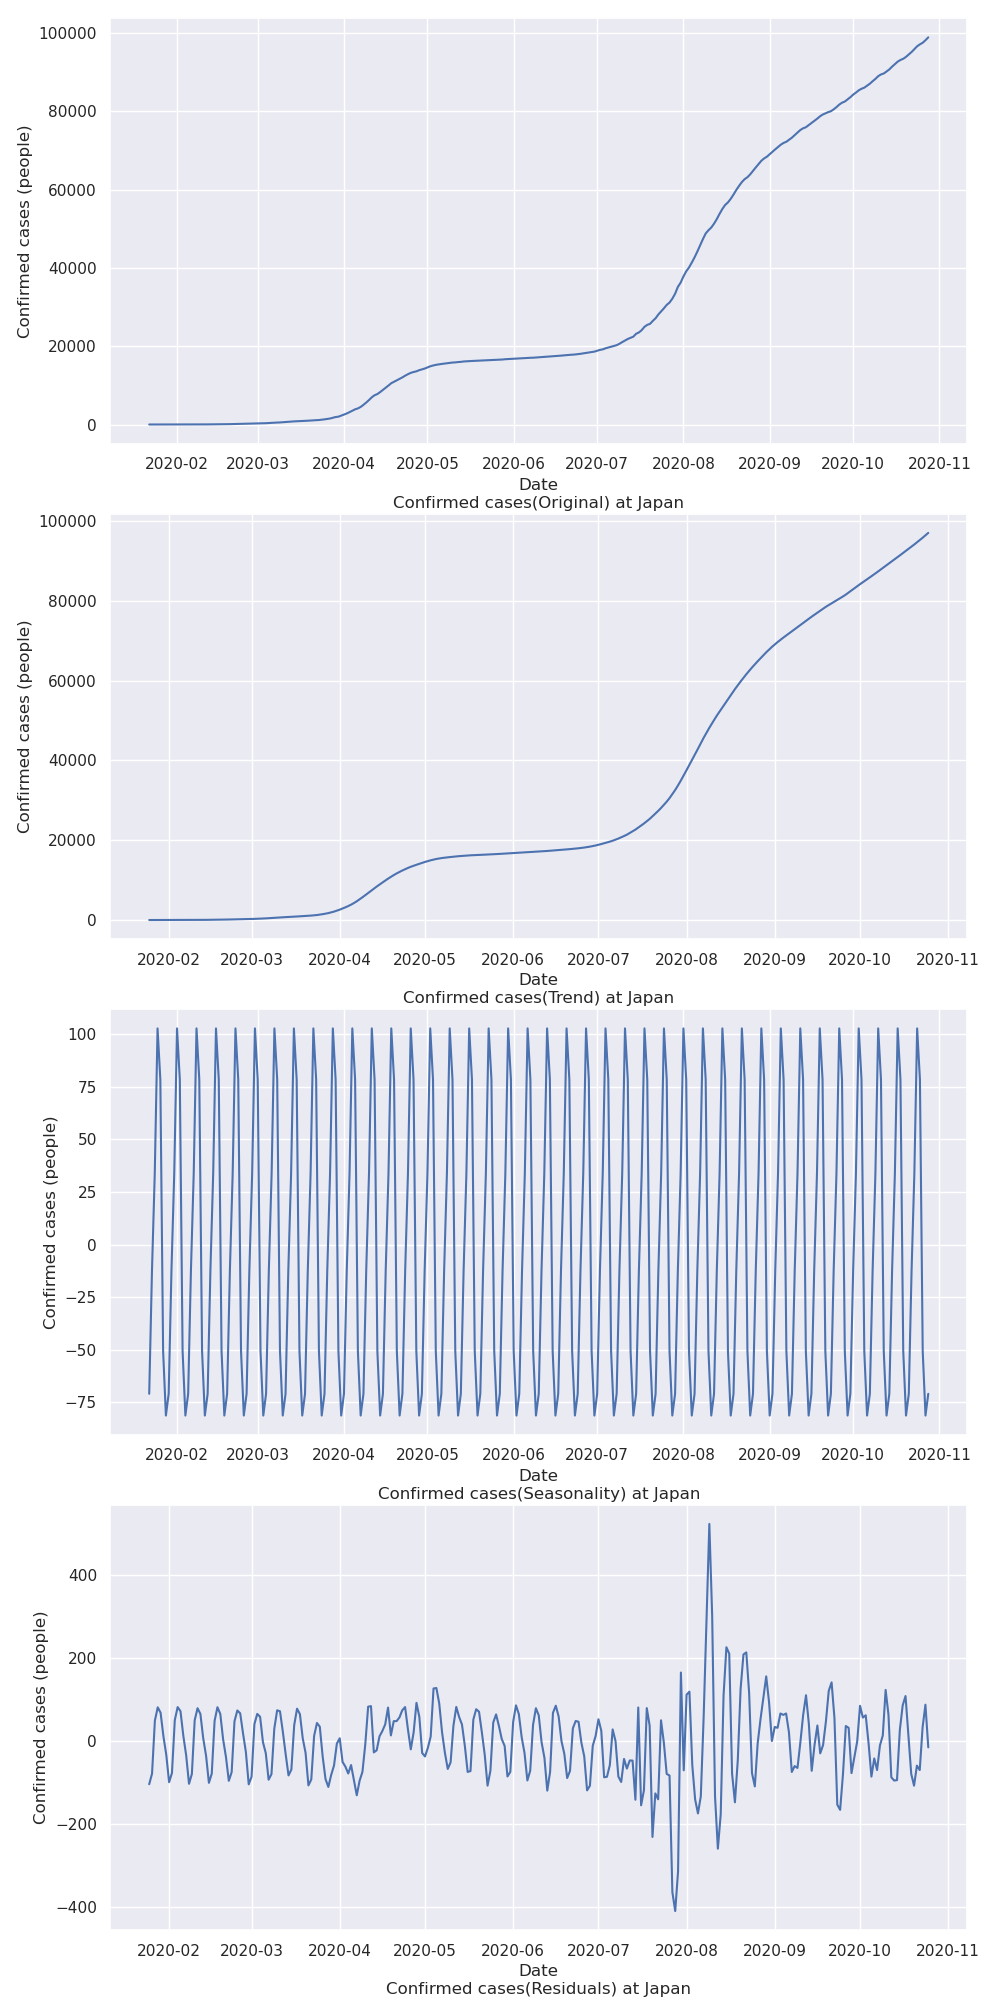 100000
80000
60000
40000
20000
0
Confirmed cases (people)
2020-02 2020-03 2020-04 2020-05 2020-06 2020-07 2020-08 2020-09 2020-10 2020-11
Date
Confirmed cases(Original) at Japan
100000
80000
60000
40000
20000
0
Confirmed cases (people)
2020-02 2020-03 2020-04 2020-05 2020-06 2020-07 2020-08 2020-09 2020-10 2020-11
Date
Confirmed cases(Trend) at Japan
100
75
50
25
0
−25
−50
−75
Confirmed cases (people)
2020-02 2020-03 2020-04 2020-05 2020-06 2020-07 2020-08 2020-09 2020-10 2020-11
Date
Confirmed cases(Seasonality) at Japan
400
200
0
−200
−400
Confirmed cases (people)
2020-02 2020-03 2020-04 2020-05 2020-06 2020-07 2020-08 2020-09 2020-10 2020-11
Date
Confirmed cases(Residuals) at Japan